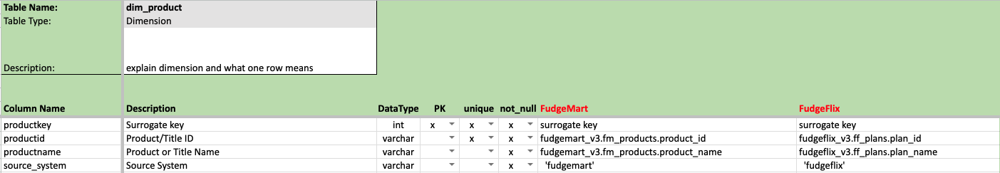 Table Name: dim_product
Table Type: Dimension
Description: explain dimension and what one row means
Column Name Description DataType PK unique not_null FudgeMart FudgeFlix
productkey Surrogate key int x x x surrogate key surrogate key
productid Product/Title ID varchar x x fudgemart_v3.fm_products.product_id fudgeflix_v3.ff_plans.plan_id
productname Product or Title Name varchar x fudgemart_v3.fm_products.product_name fudgeflix_v3.ff_plans.plan_name
source_system Source System varchar x 'fudgemart' 'fudgeflix'